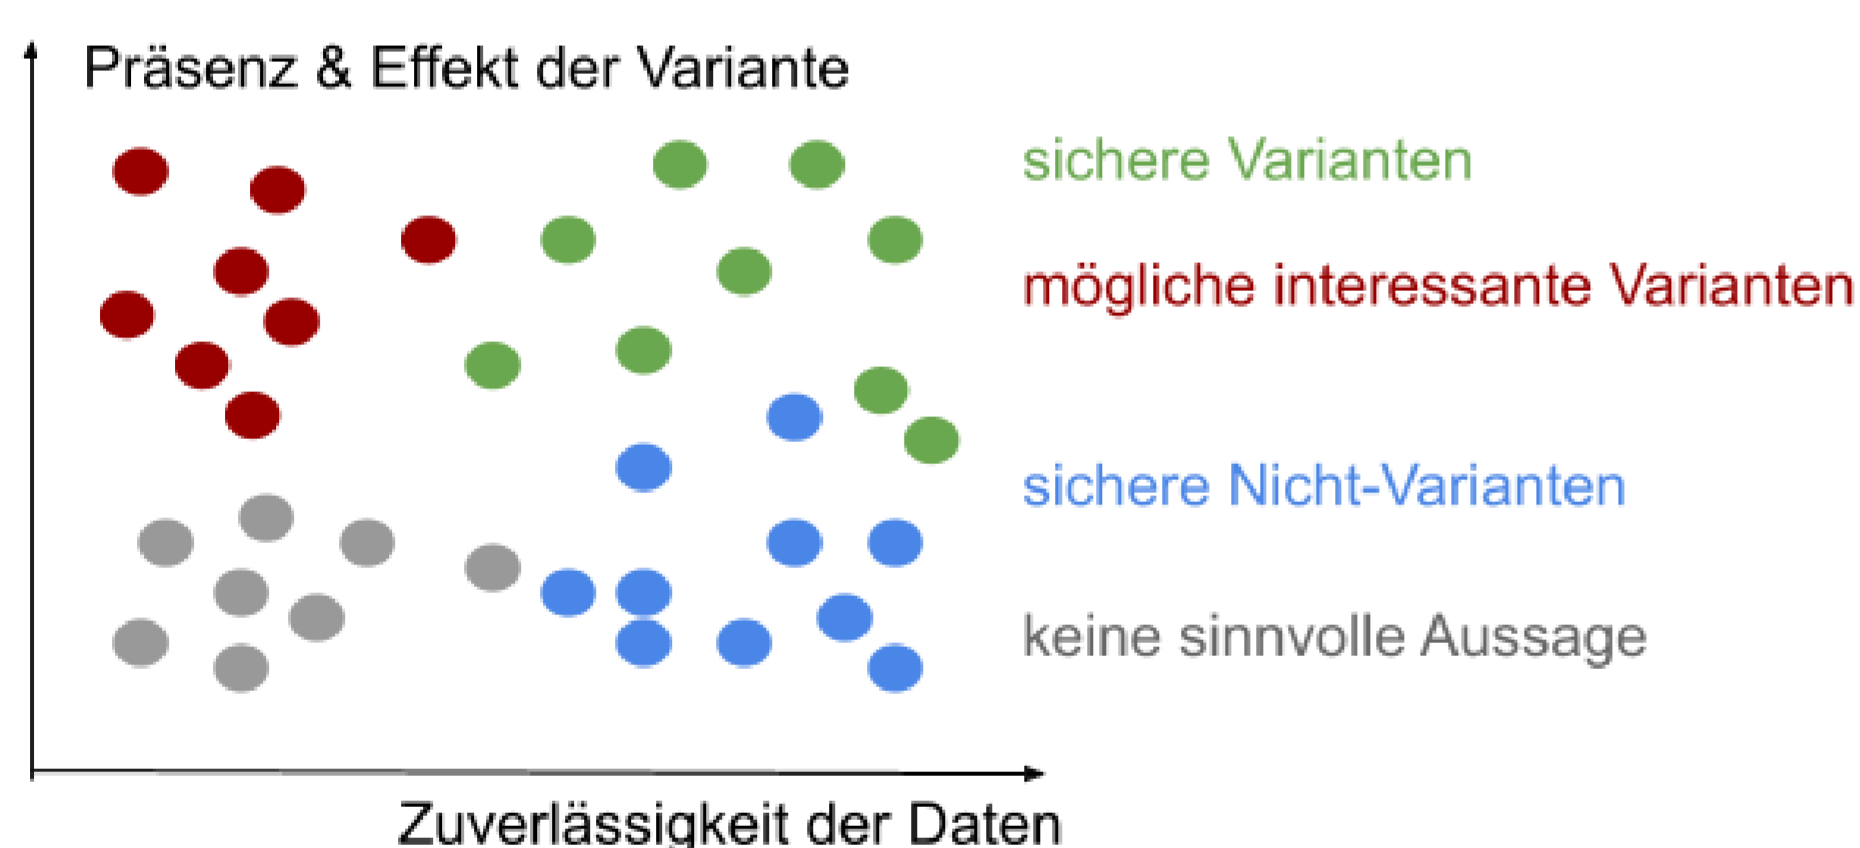 Präsenz & Effekt der Variante
sichere Varianten
mögliche interessante Varianten
sichere Nicht-Varianten
keine sinnvolle Aussage
Zuverlässigkeit der Daten